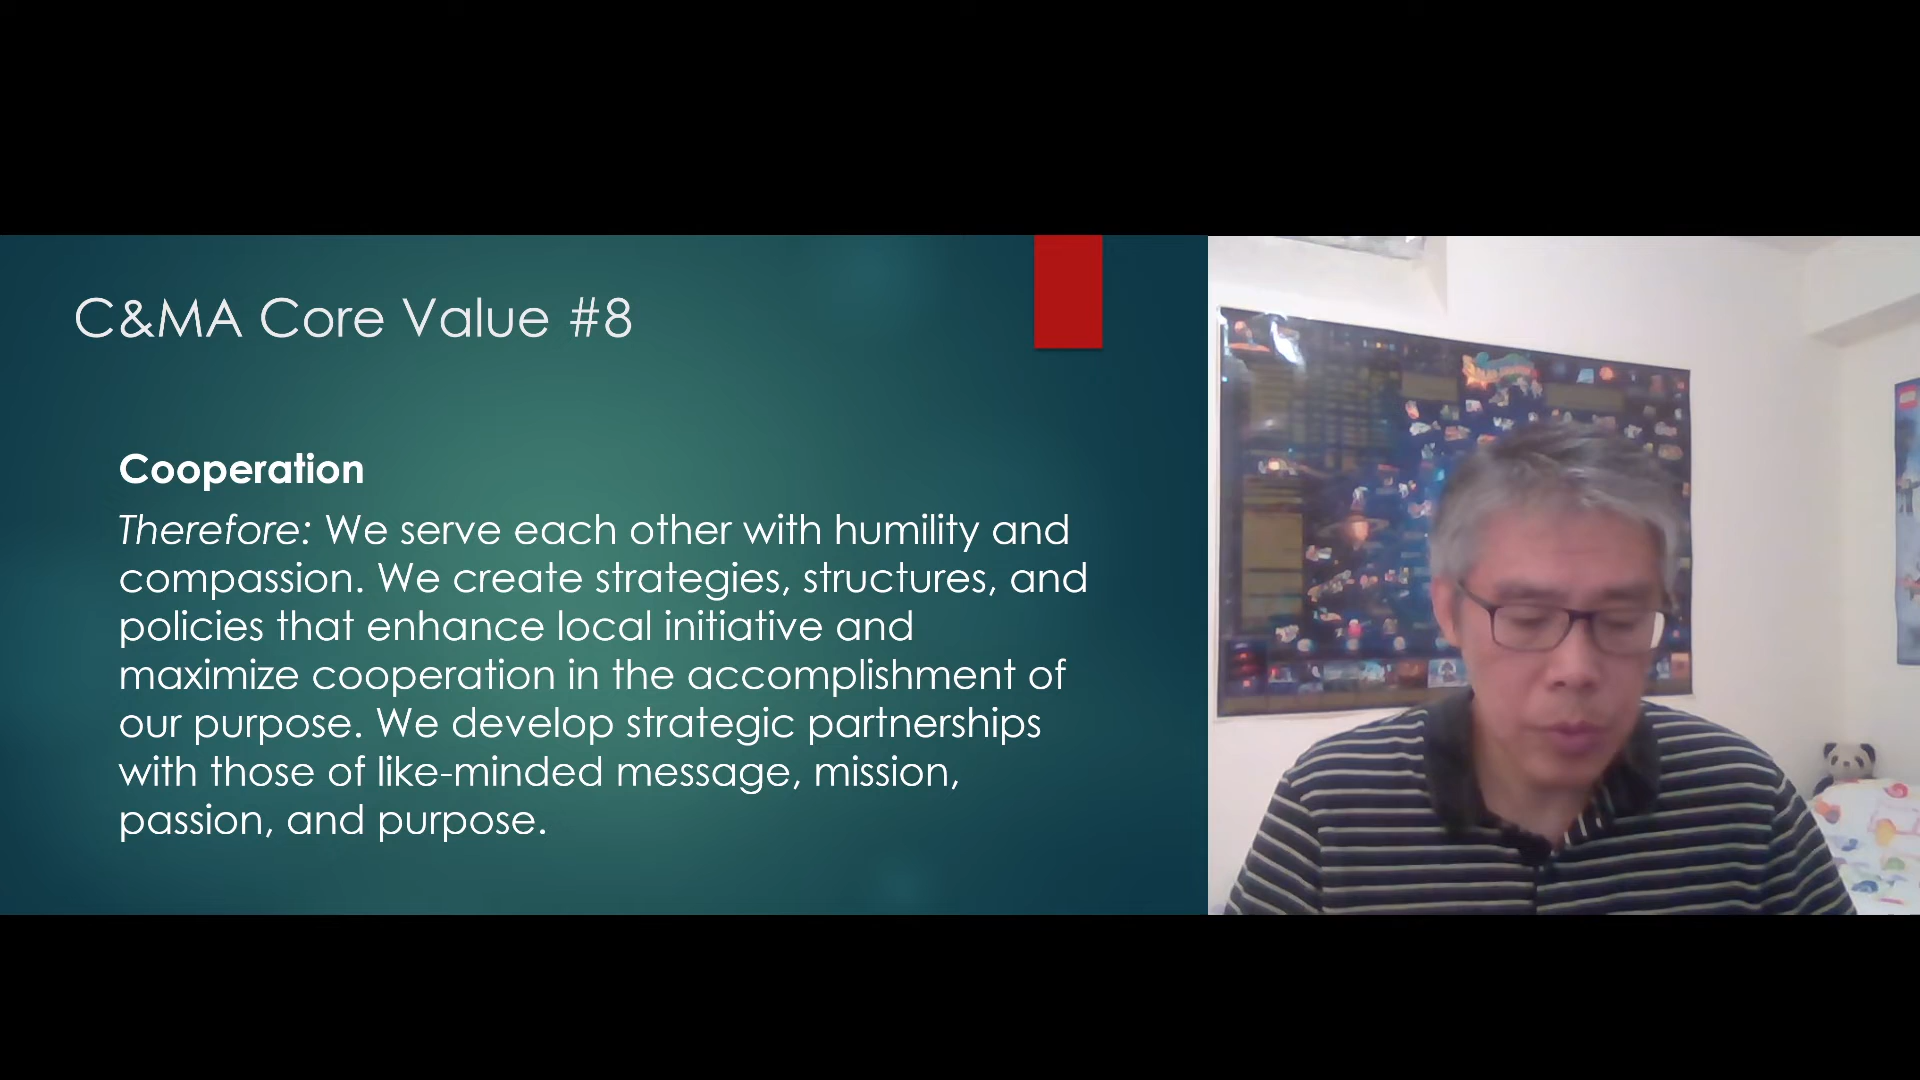 C&MA Core Value #8
Cooperation
Therefore: We serve each other with humility and
compassion. We create strategies, structures, and
policies that enhance local initiative and
maximize cooperation in the accomplishment of
our purpose. We develop strategic partnerships
with those of like-minded message, mission,
passion, and purpose.